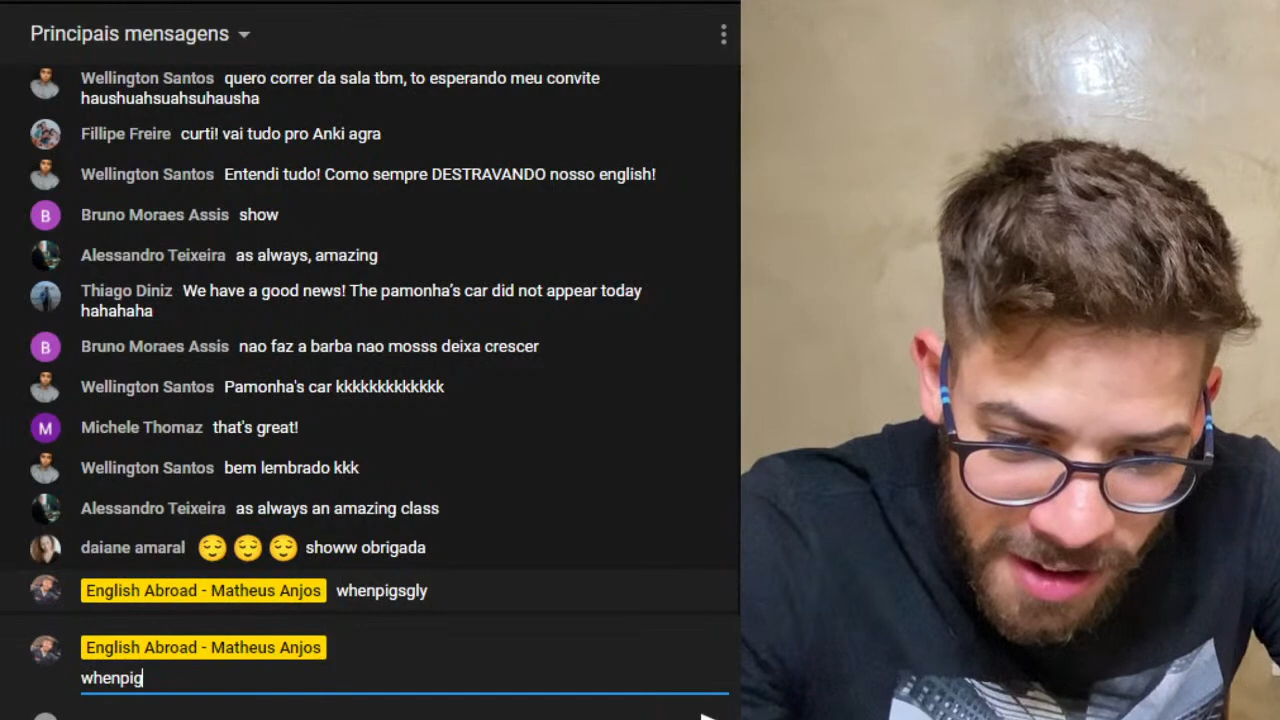 Principais mensagens
Wellington Santos quero correr da sala tbm, to esperando meu convite
haushuahsuahsuhausha
Fillipe Freire curti! vai tudo pro Anki agra
Wellington Santos Entendi tudo! Como sempre DESTRAVANDO nosso english!
B Bruno Moraes Assis show
Alessandro Teixeira as always, amazing
Thiago Diniz We have a good news! The pamonha's car did not appear today
hahahaha
B Bruno Moraes Assis nao faz a barba nao mosss deixa crescer
Wellington Santos Pamonha's car kkkkkkkkkkkkk
M Michele Thomaz that's great!
Wellington Santos bem lembrado kkk
Alessandro Teixeira as always an amazing class
daiane amaral 😌😌😌 showw obrigada
English Abroad - Matheus Anjos whenpigsgly
English Abroad - Matheus Anjos
whenpig